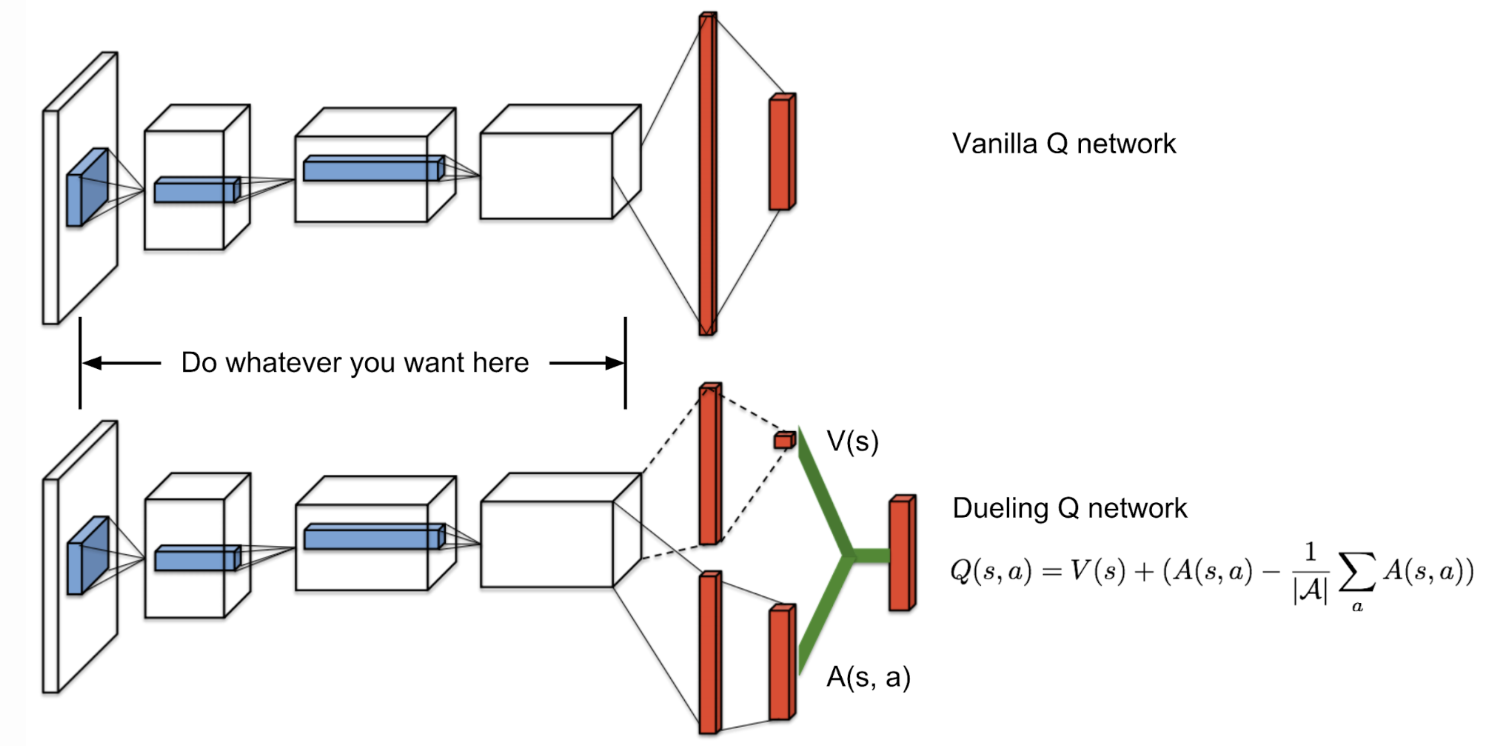 Vanilla Q network
Do whatever you want here
V(s)
Dueling Q network
Q(s, a) = V(s) + (A(s, a) − \frac{1}{|\mathcal{A}|} \sum_{a} A(s, a))
A(s, a)